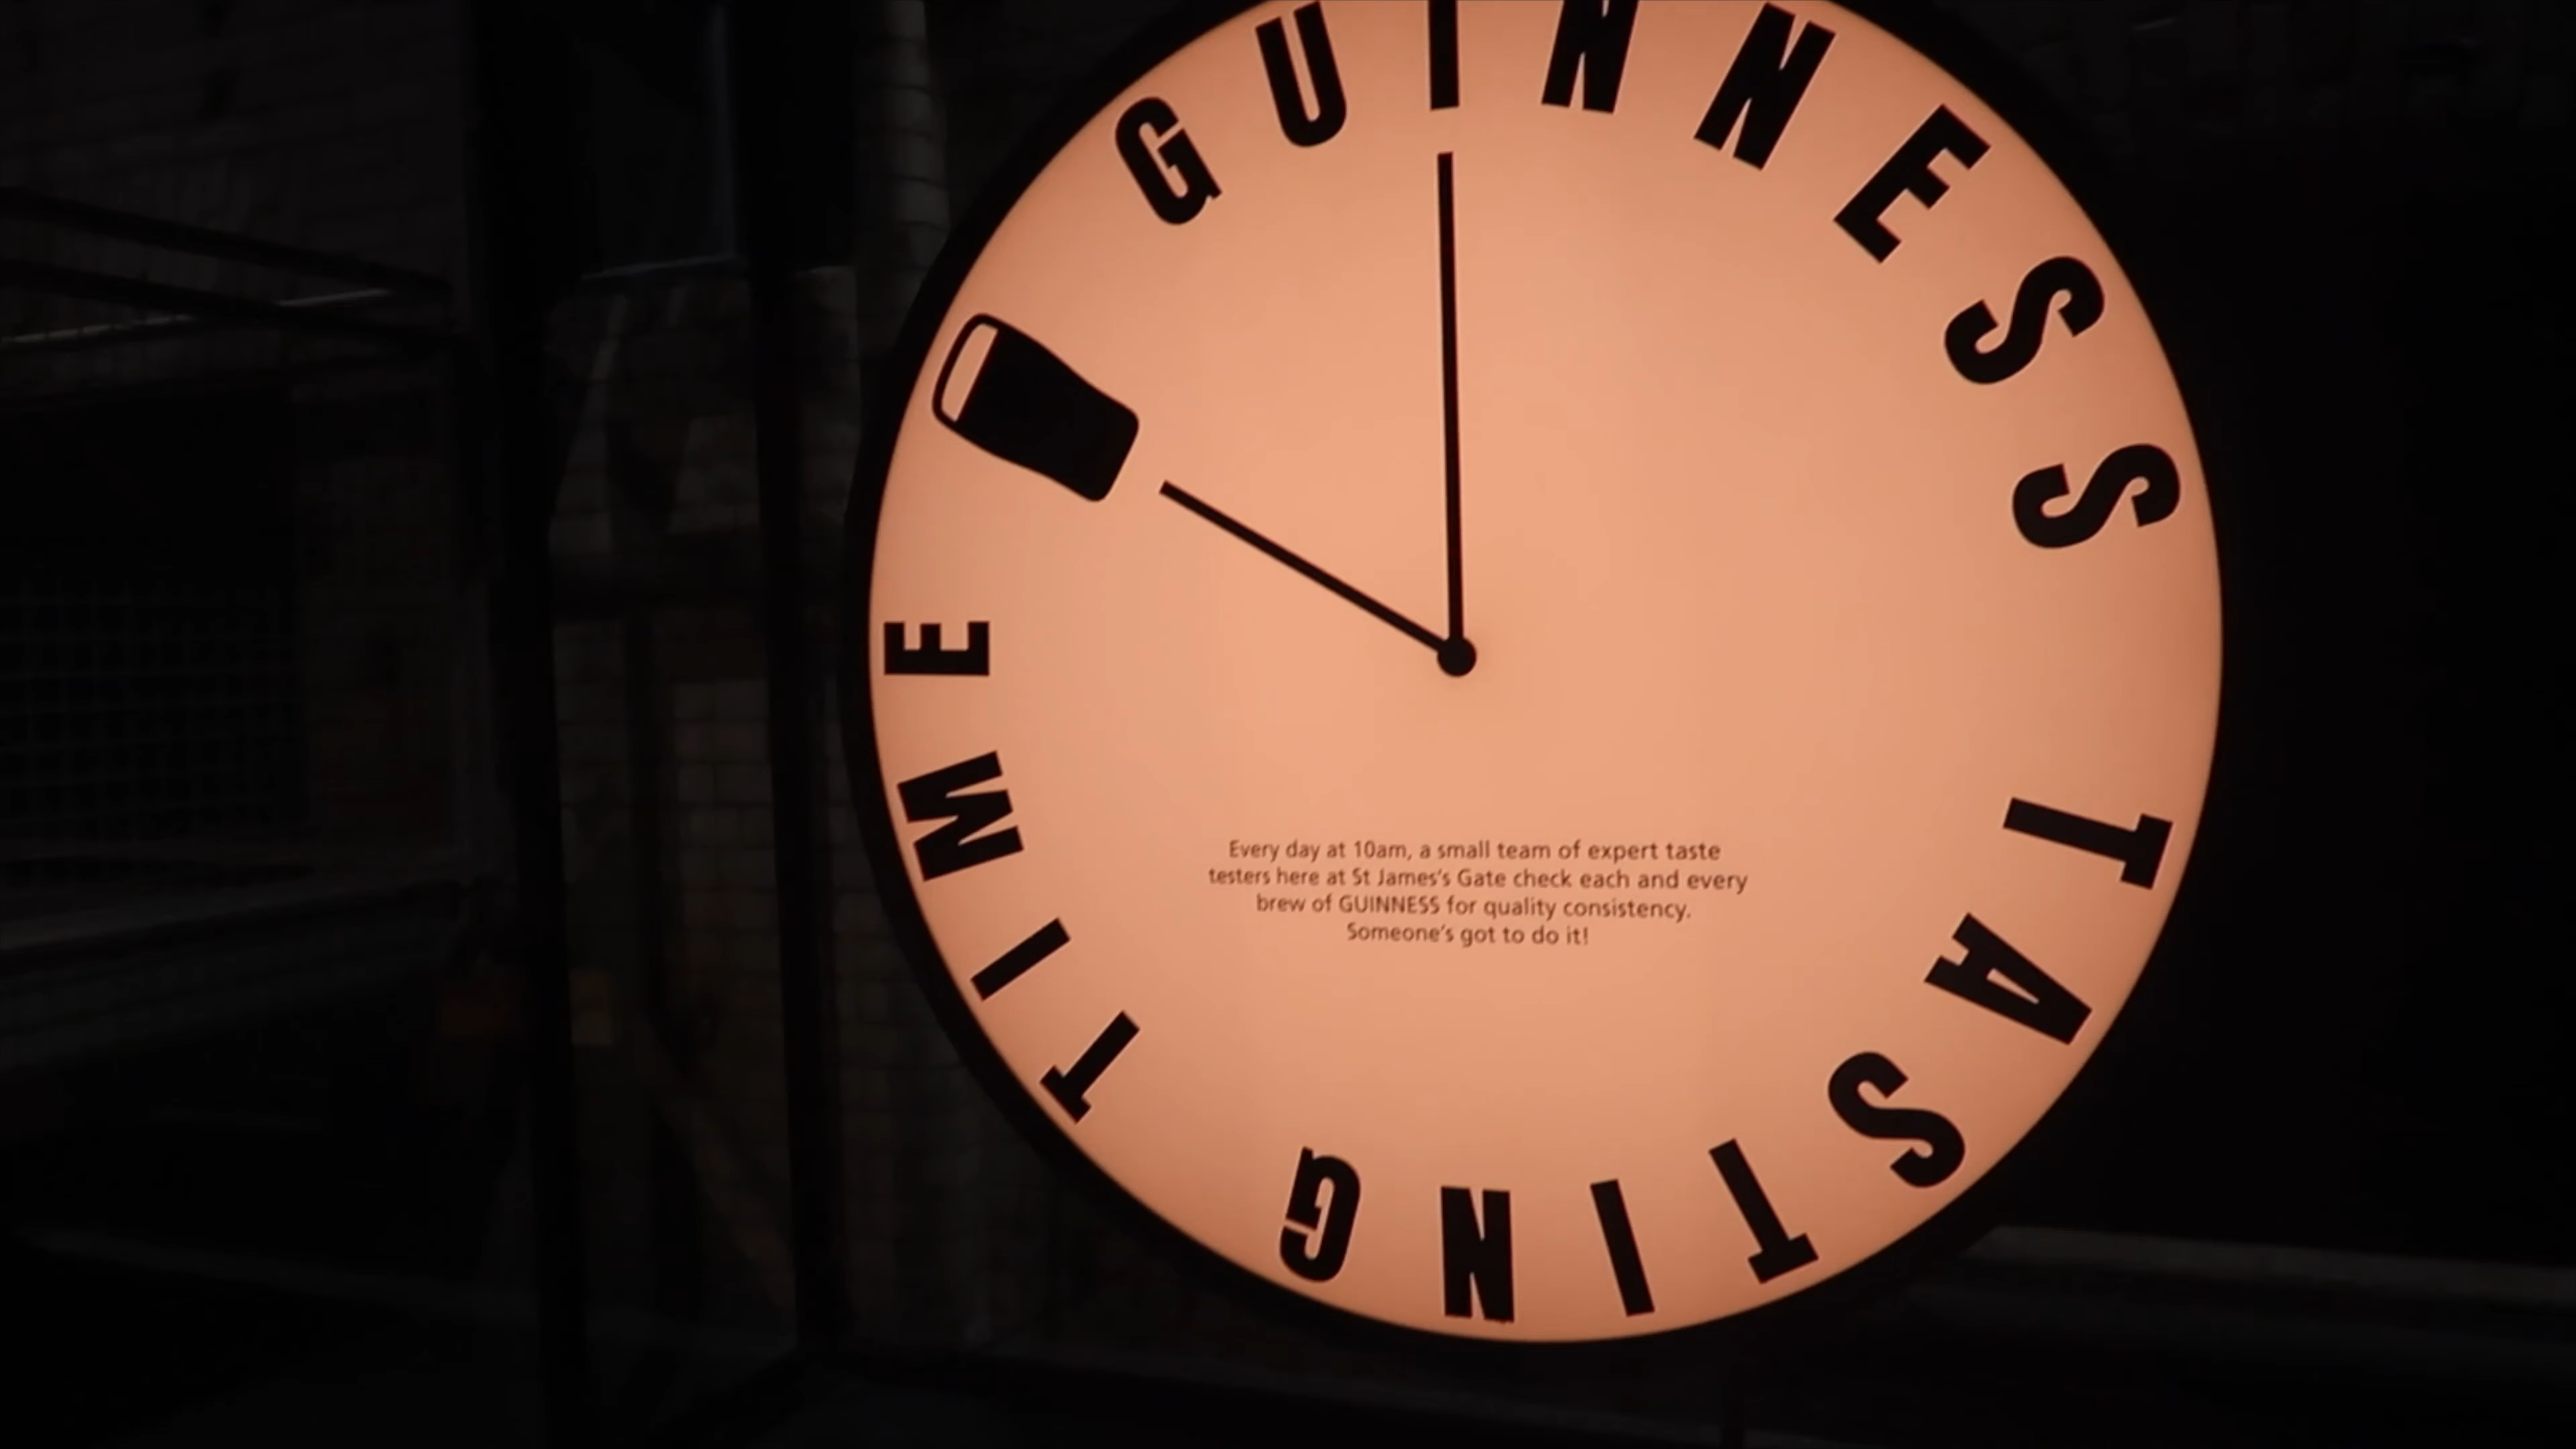 GUINNESS TASTING TIME
Every day at 10am, a small team of expert taste
testers here at St James's Gate check each and every
brew of GUINNESS for quality consistency.
Someone's got to do it!